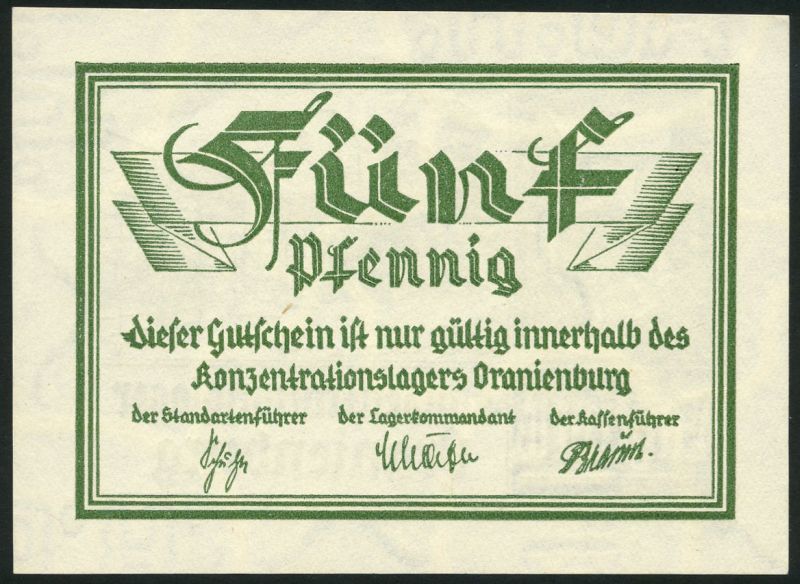 Fünf
Pfennig
dieser Gutschein ist nur gültig innerhalb des
Konzentrationslagers Oranienburg
der Standartenführer der Lagerkommandant der Kassenführer